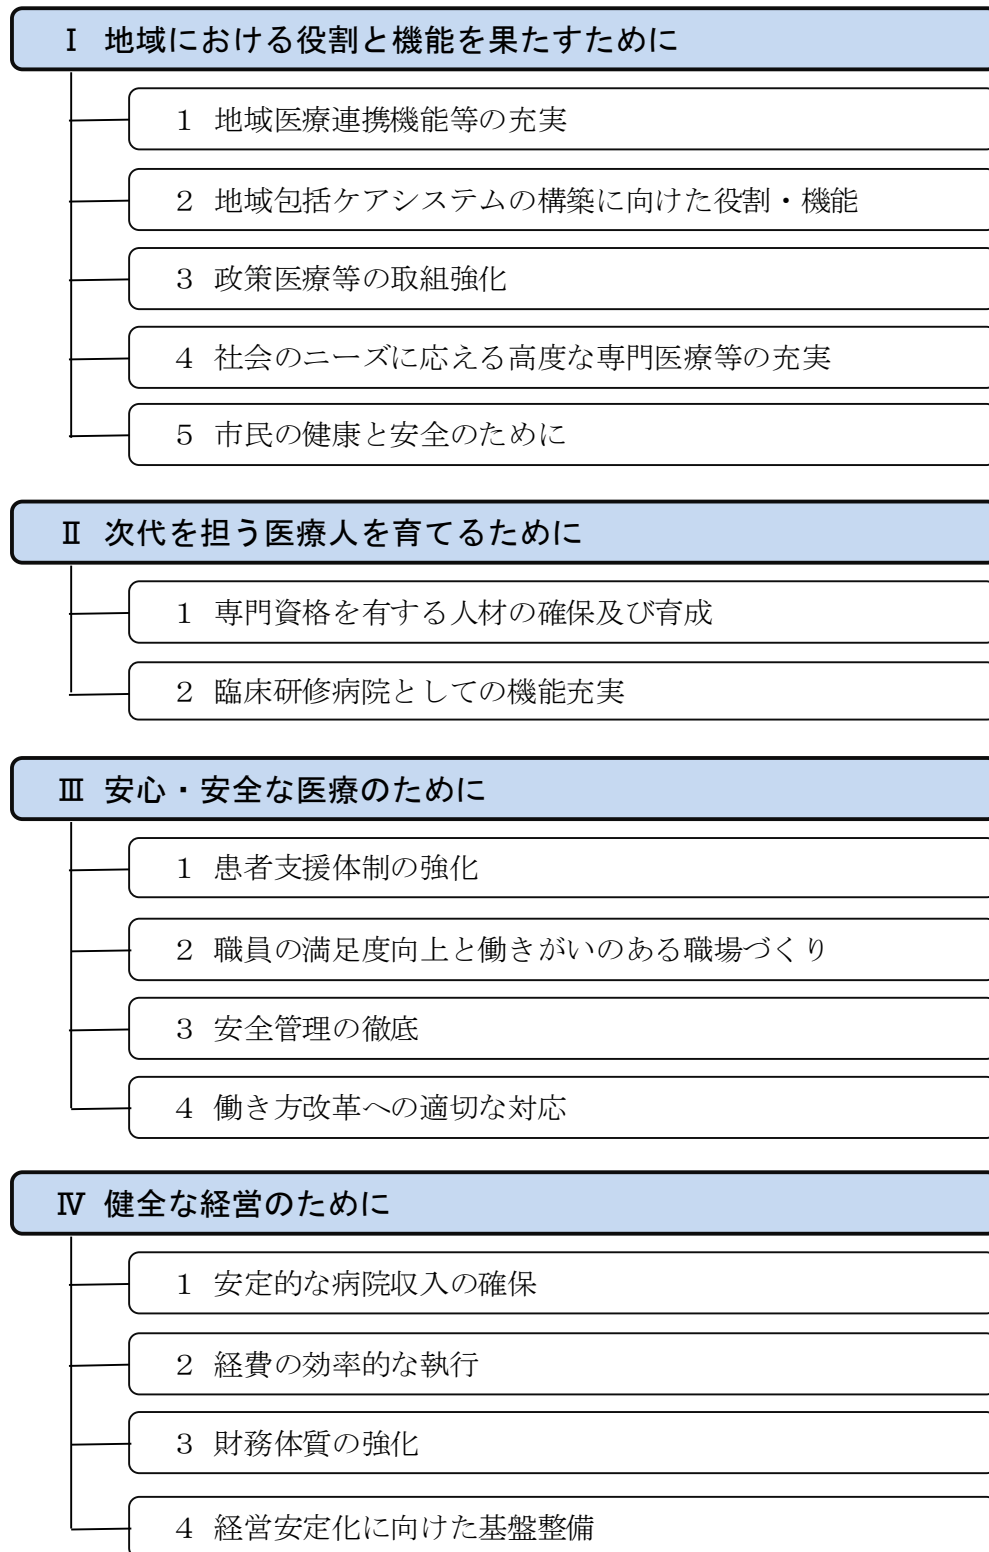 Ⅰ 地域における役割と機能を果たすために
１ 地域医療連携機能等の充実
２ 地域包括ケアシステムの構築に向けた役割・機能
３ 政策医療等の取組強化
４ 社会のニーズに応える高度な専門医療等の充実
５ 市民の健康と安全のために
Ⅱ 次代を担う医療人を育てるために
１ 専門資格を有する人材の確保及び育成
２ 臨床研修病院としての機能充実
Ⅲ 安心・安全な医療のために
１ 患者支援体制の強化
２ 職員の満足度向上と働きがいのある職場づくり
３ 安全管理の徹底
４ 働き方改革への適切な対応
Ⅳ 健全な経営のために
１ 安定的な病院収入の確保
２ 経費の効率的な執行
３ 財務体質の強化
４ 経営安定化に向けた基盤整備